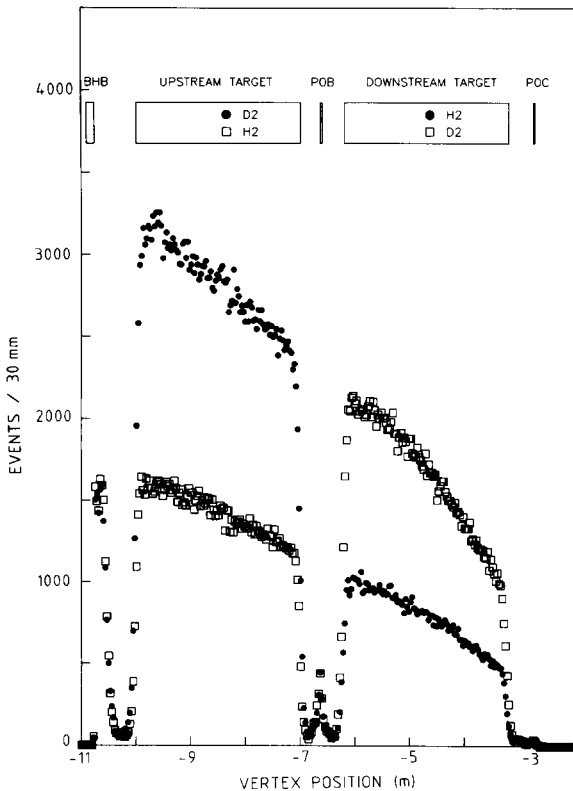 BHB UPSTREAM TARGET POB DOWNSTREAM TARGET POC
4000
D2
H2
H2
D2
3000
2000
1000
0
EVENTS / 30 mm
-11 -9 -7 -5 -3
VERTEX POSITION (m)